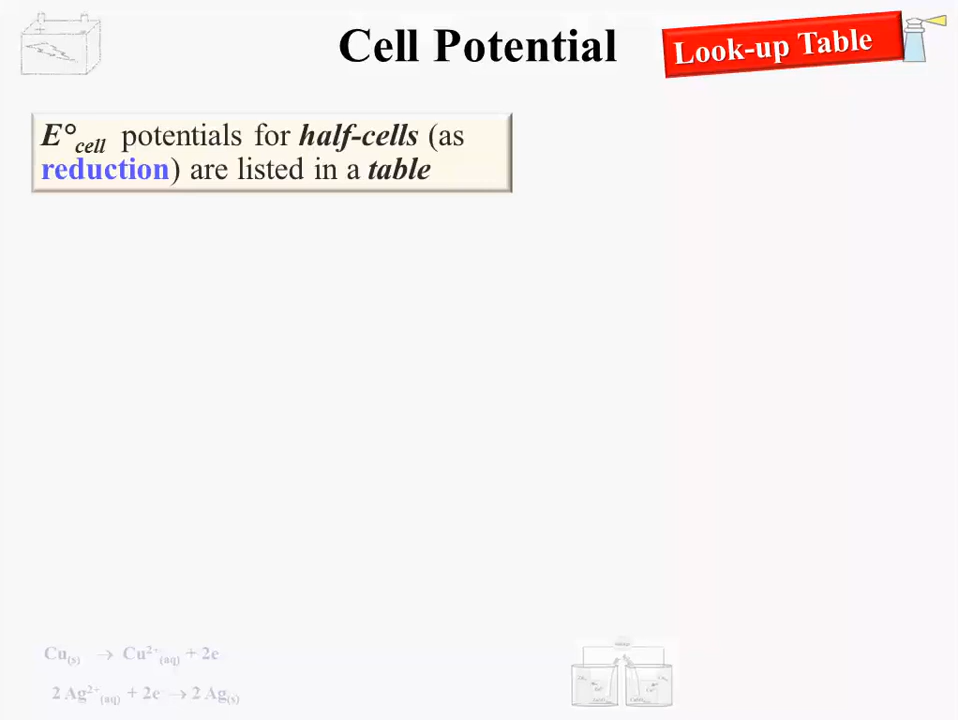 Cell Potential
Look-up Table
E°cell potentials for half-cells (as
reduction) are listed in a table
Cu(s) → Cu²⁺(aq) + 2e
2 Ag²⁺(aq) + 2e → 2 Ag(s)